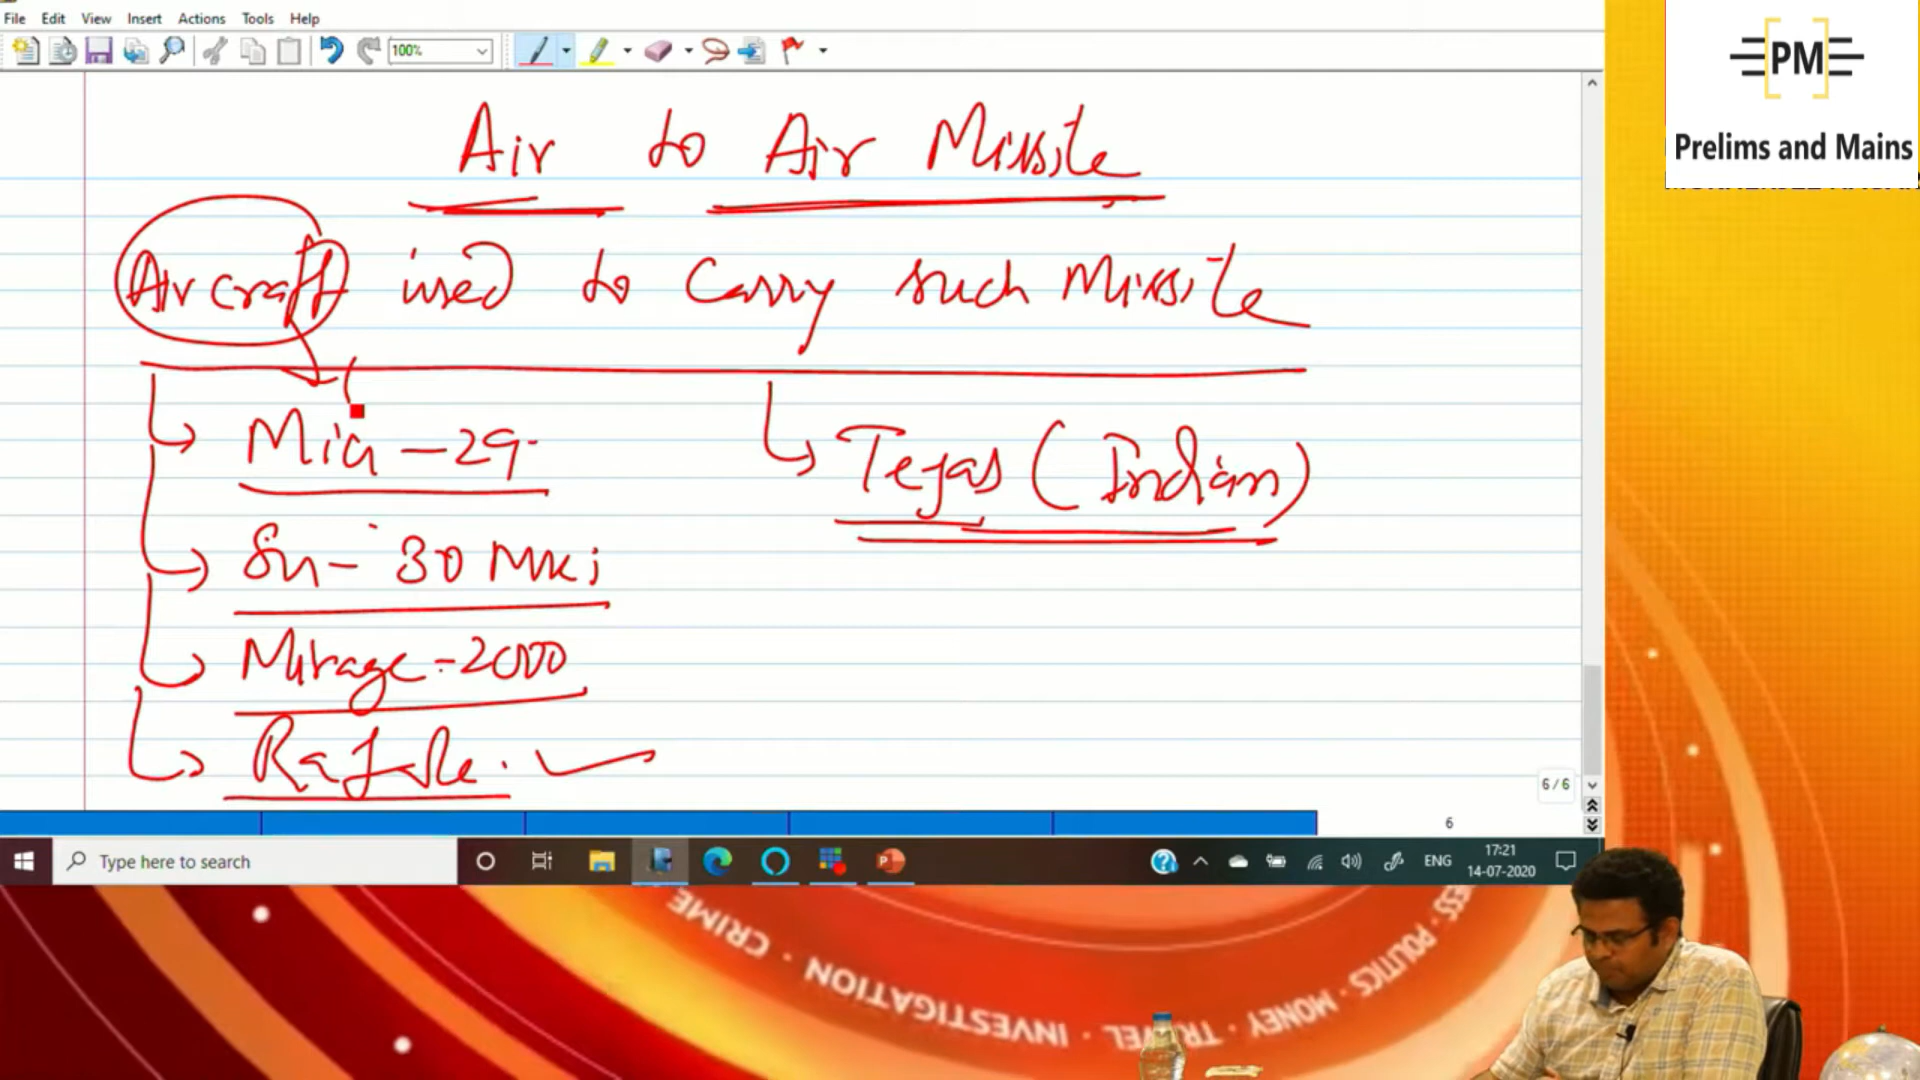 File Edit View Insert Actions Tools Help
100%
PM
Prelims and Mains
Air to Air Missile
Aircraft used to Carry such Missile
MiG - 29
Su - 30 MKi
Mirage - 2000
Rafale
Tejas (Indian)
6 / 6
6
Type here to search
ENG
17:21
14-07-2020
CRIME · INVESTIGATION · TRAVEL · MONEY · POLITICS ·